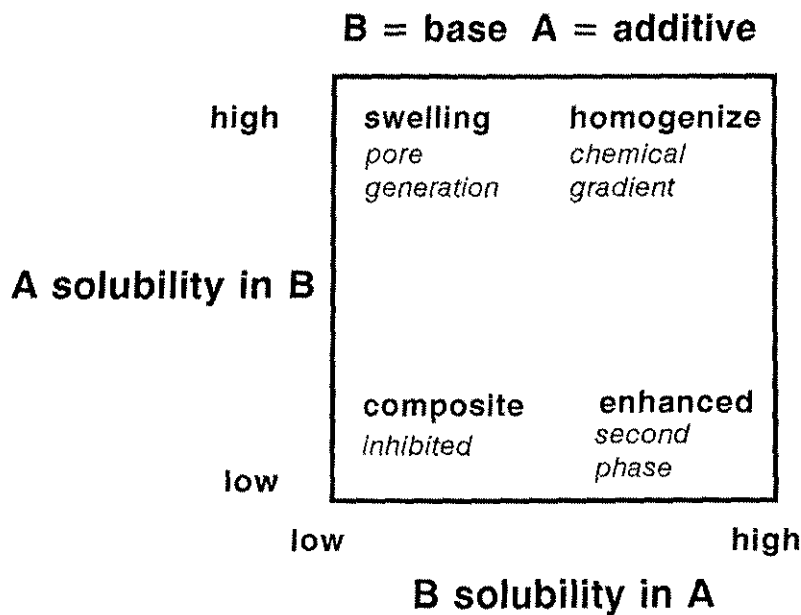 B = base A = additive
high
swelling
homogenize
pore
chemical
generation
gradient
A solubility in B
composite
enhanced
inhibited
second
phase
low
low
high
B solubility in A